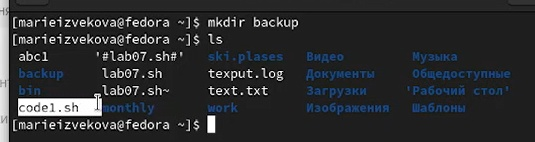 [marieizvekova@fedora ~]$ mkdir backup
[marieizvekova@fedora ~]$ ls
abc1 '#lab07.sh#' ski.plases Видео Музыка
backup lab07.sh texput.log Документы Общедоступные
bin lab07.sh~ text.txt Загрузки 'Рабочий стол'
code1.sh monthly work Изображения Шаблоны
[marieizvekova@fedora ~]$